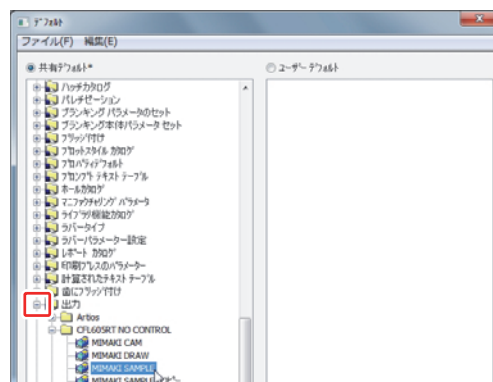 デフォルト
ファイル(F) 編集(E)
共有デフォルト*
ユーザー デフォルト
ハッチカタログ
パレチゼーション
ブランキング パラメータのセット
ブランキング本体パラメータ セット
ブリッジ付け
プロットスタイル カタログ
プロパティデフォルト
プロンプト テキスト テーブル
ホールカタログ
マニファクチャリング パラメータ
ライブラリ機能カタログ
ラバータイプ
ラバーパラメーター設定
レポート カタログ
印刷プレスのパラメーター
計算されたテキスト テーブル
歯にブリッジ付け
出力
Artios
CFL605RT NO CONTROL
MIMAKI CAM
MIMAKI DRAW
MIMAKI SAMPLE
MIMAKI SAMPLE